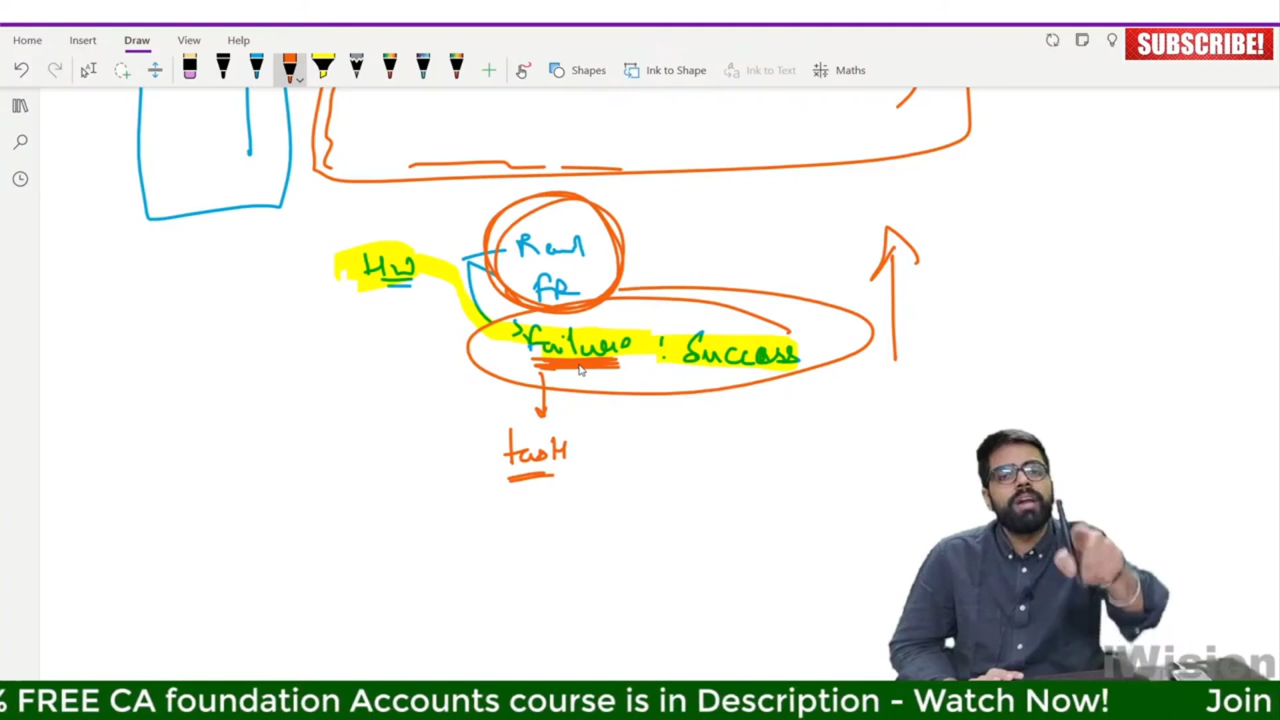 Home Insert Draw View Help
SUBSCRIBE!
Shapes Ink to Shape Ink to Text Maths
HW
FR
failure : Success
task
iWision
% FREE CA foundation Accounts course is in Description - Watch Now! Join